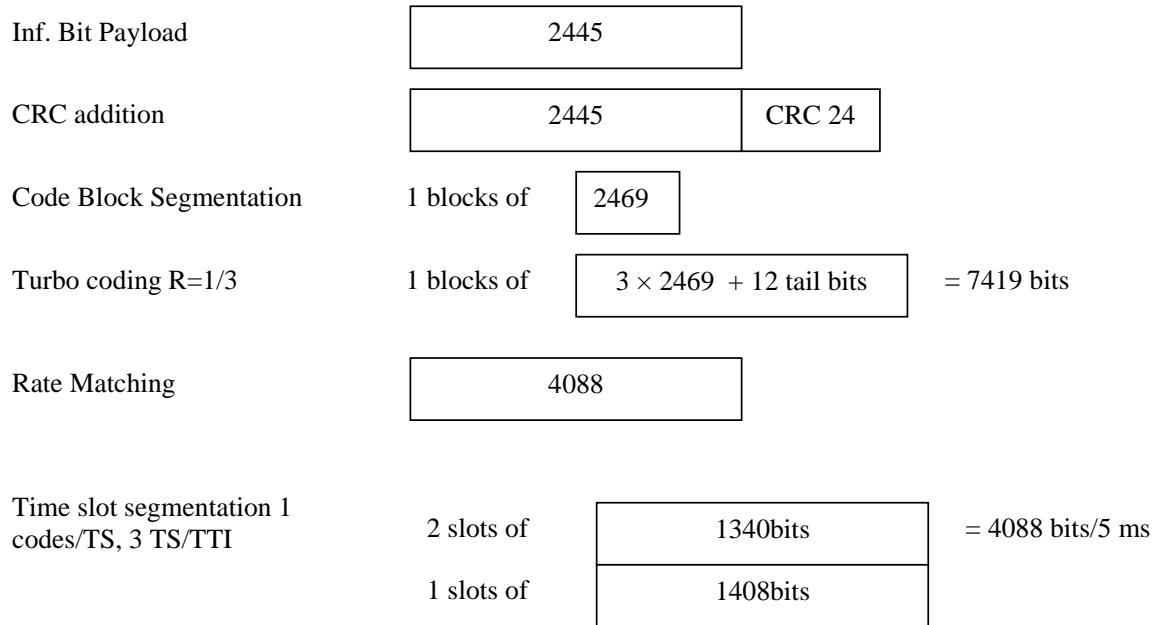 Inf. Bit Payload 2445
CRC addition 2445 CRC 24
Code Block Segmentation 1 blocks of 2469
Turbo coding R=1/3 1 blocks of 3 × 2469 + 12 tail bits = 7419 bits
Rate Matching 4088
Time slot segmentation 1
codes/TS, 3 TS/TTI 2 slots of 1340bits = 4088 bits/5 ms
1 slots of 1408bits